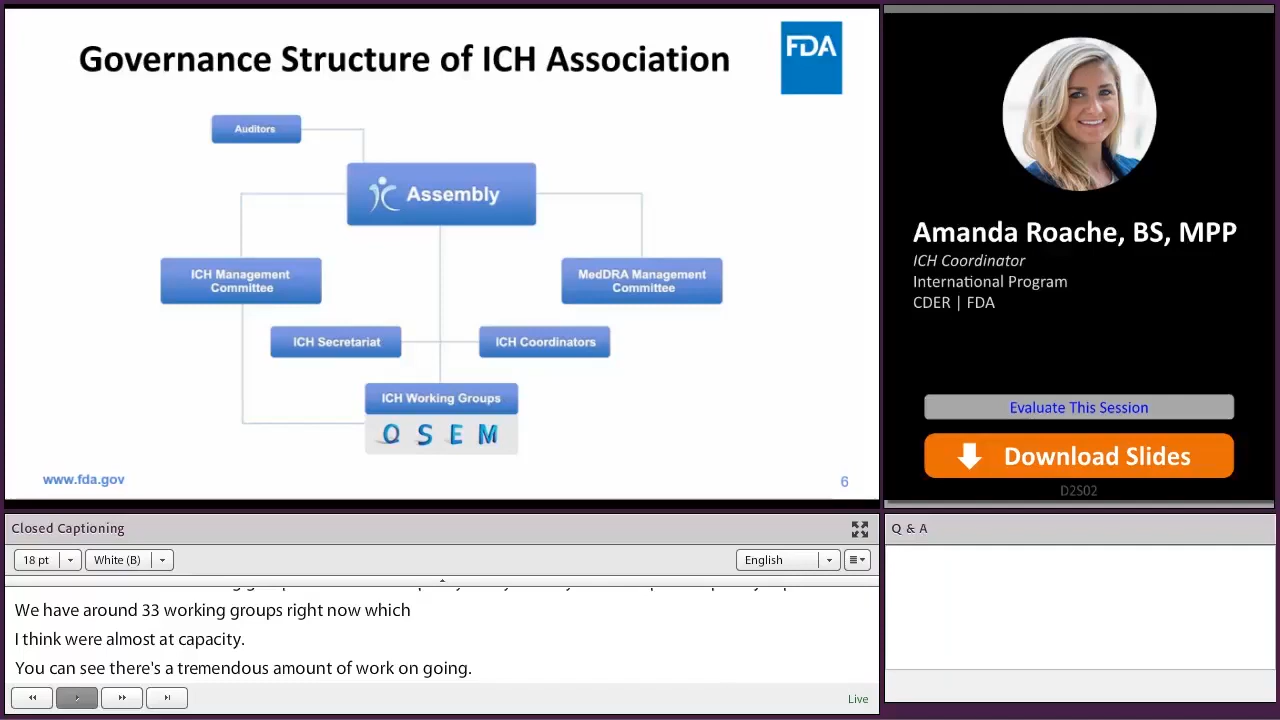 Governance Structure of ICH Association
FDA
Auditors
Assembly
ICH Management
Committee
MedDRA Management
Committee
ICH Secretariat
ICH Coordinators
ICH Working Groups
Q S E M
www.fda.gov
6
Amanda Roache, BS, MPP
ICH Coordinator
International Program
CDER | FDA
Evaluate This Session
Download Slides
D2S02
Closed Captioning
18 pt
White (B)
English
We have around 33 working groups right now which
I think were almost at capacity.
You can see there's a tremendous amount of work on going.
Live
Q & A